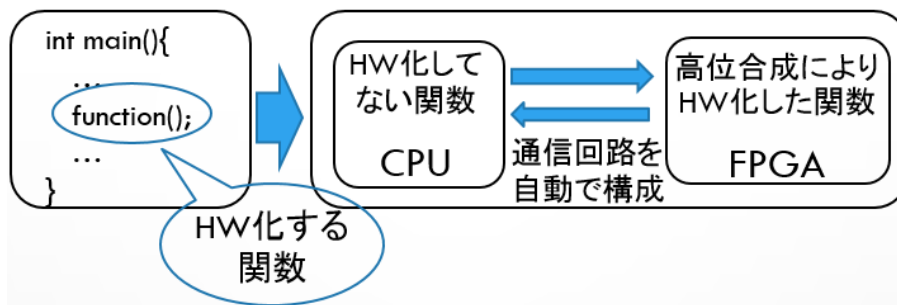 int main(){
...
function();
...
}
HW化する
関数
HW化して
ない関数
CPU
通信回路を
自動で構成
高位合成により
HW化した関数
FPGA